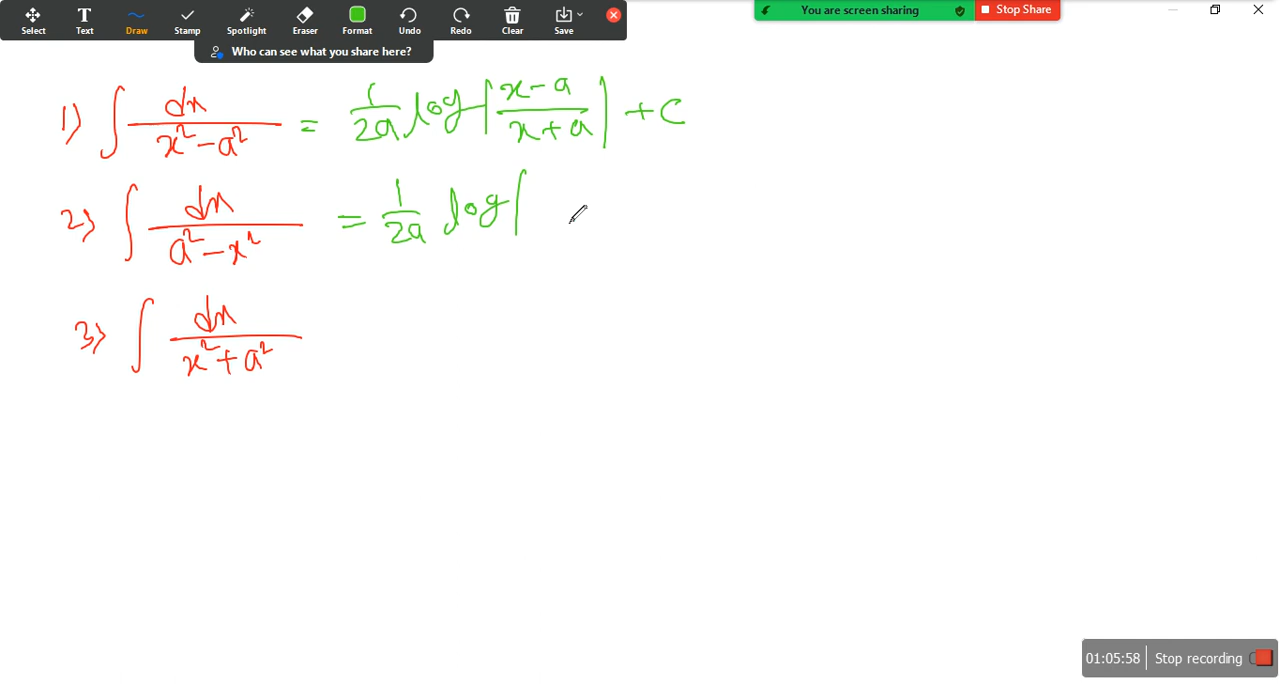 Select Text Draw Stamp Spotlight Eraser Format Undo Redo Clear Save
You are screen sharing Stop Share
Who can see what you share here?
1) ∫ dx / (x² - a²) = 1/2a log |(x - a) / (x + a)| + C
2) ∫ dx / (a² - x²) = 1/2a log |
3) ∫ dx / (x² + a²)
01:05:58 Stop recording